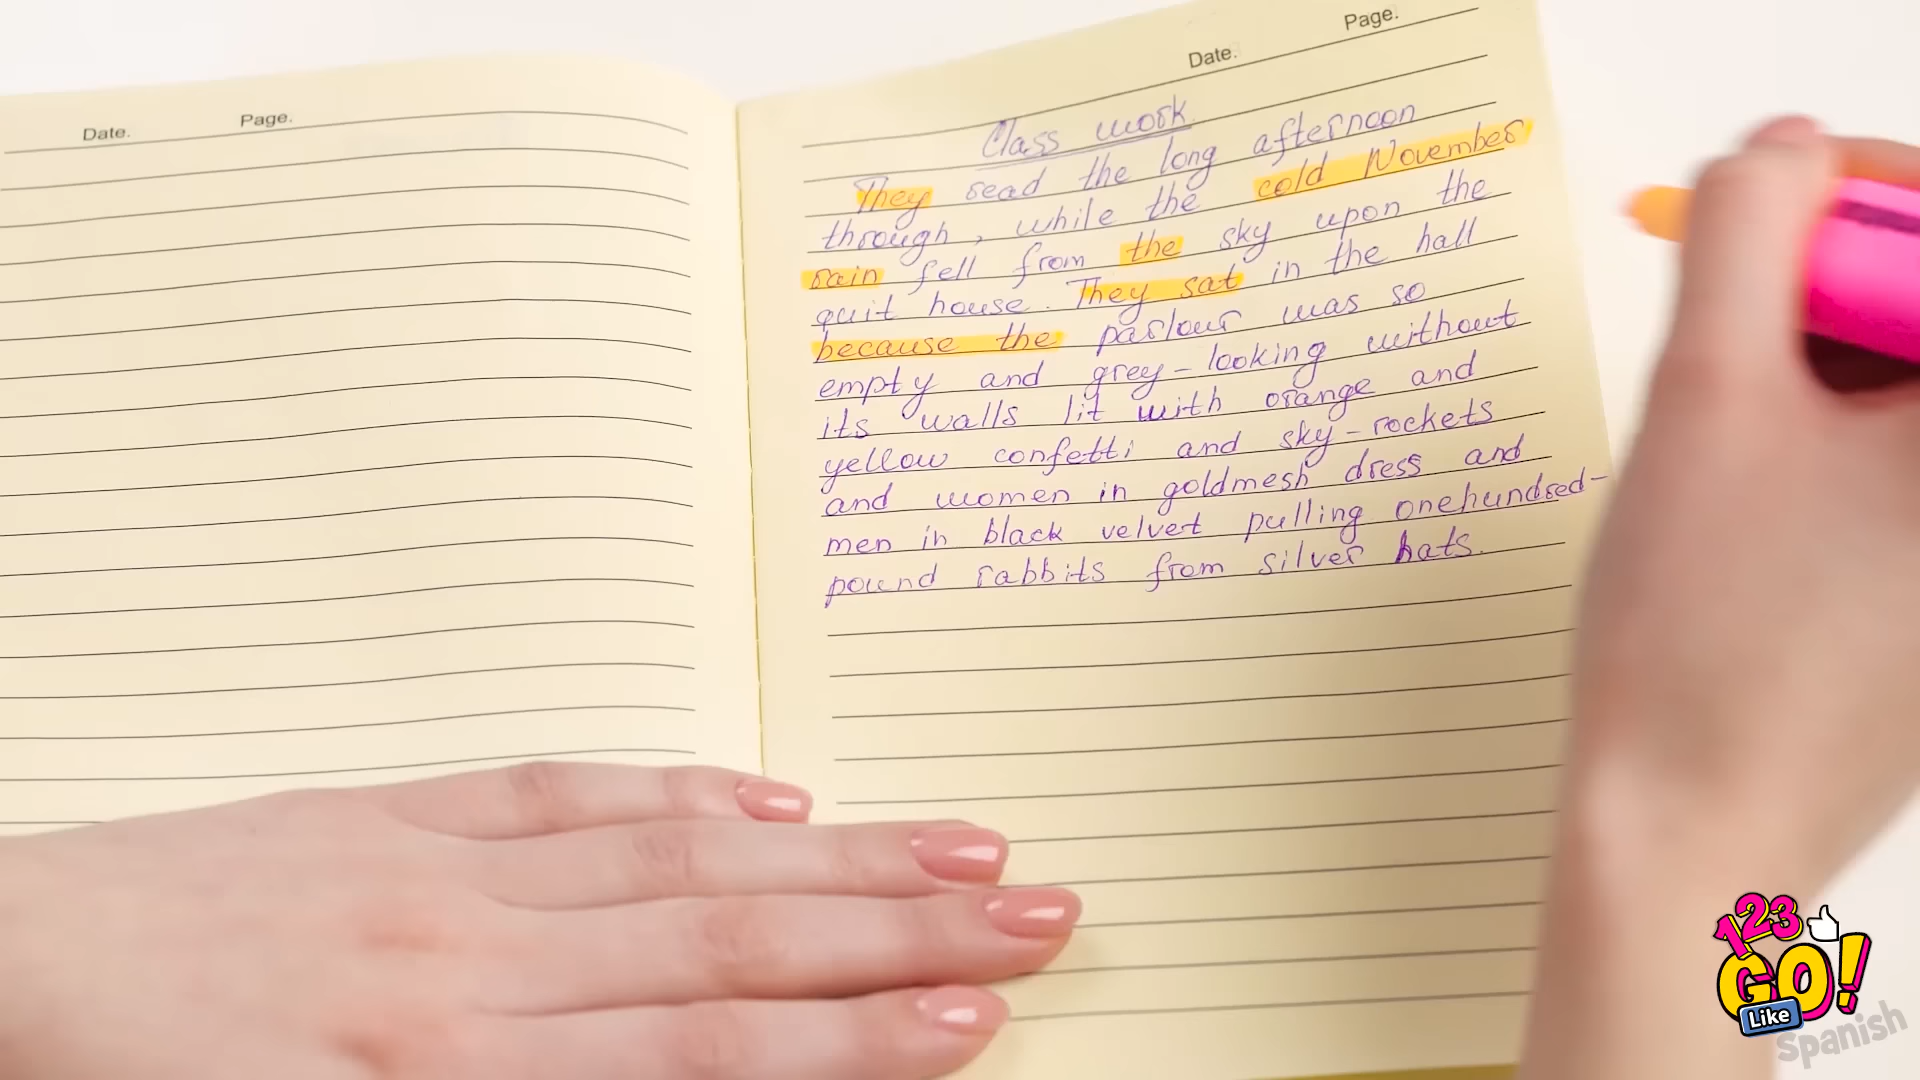 Date. Page.
Date. Page.
Class work
They read the long afternoon
through, while the cold November
rain fell from the sky upon the
quit house. They sat in the hall
because the parlour was so
empty and grey-looking without
its walls lit with orange and
yellow confetti and sky-rockets
and women in goldmesh dress and
men in black velvet pulling onehundred-
pound rabbits from silver hats.
123
GO!
Like
Spanish